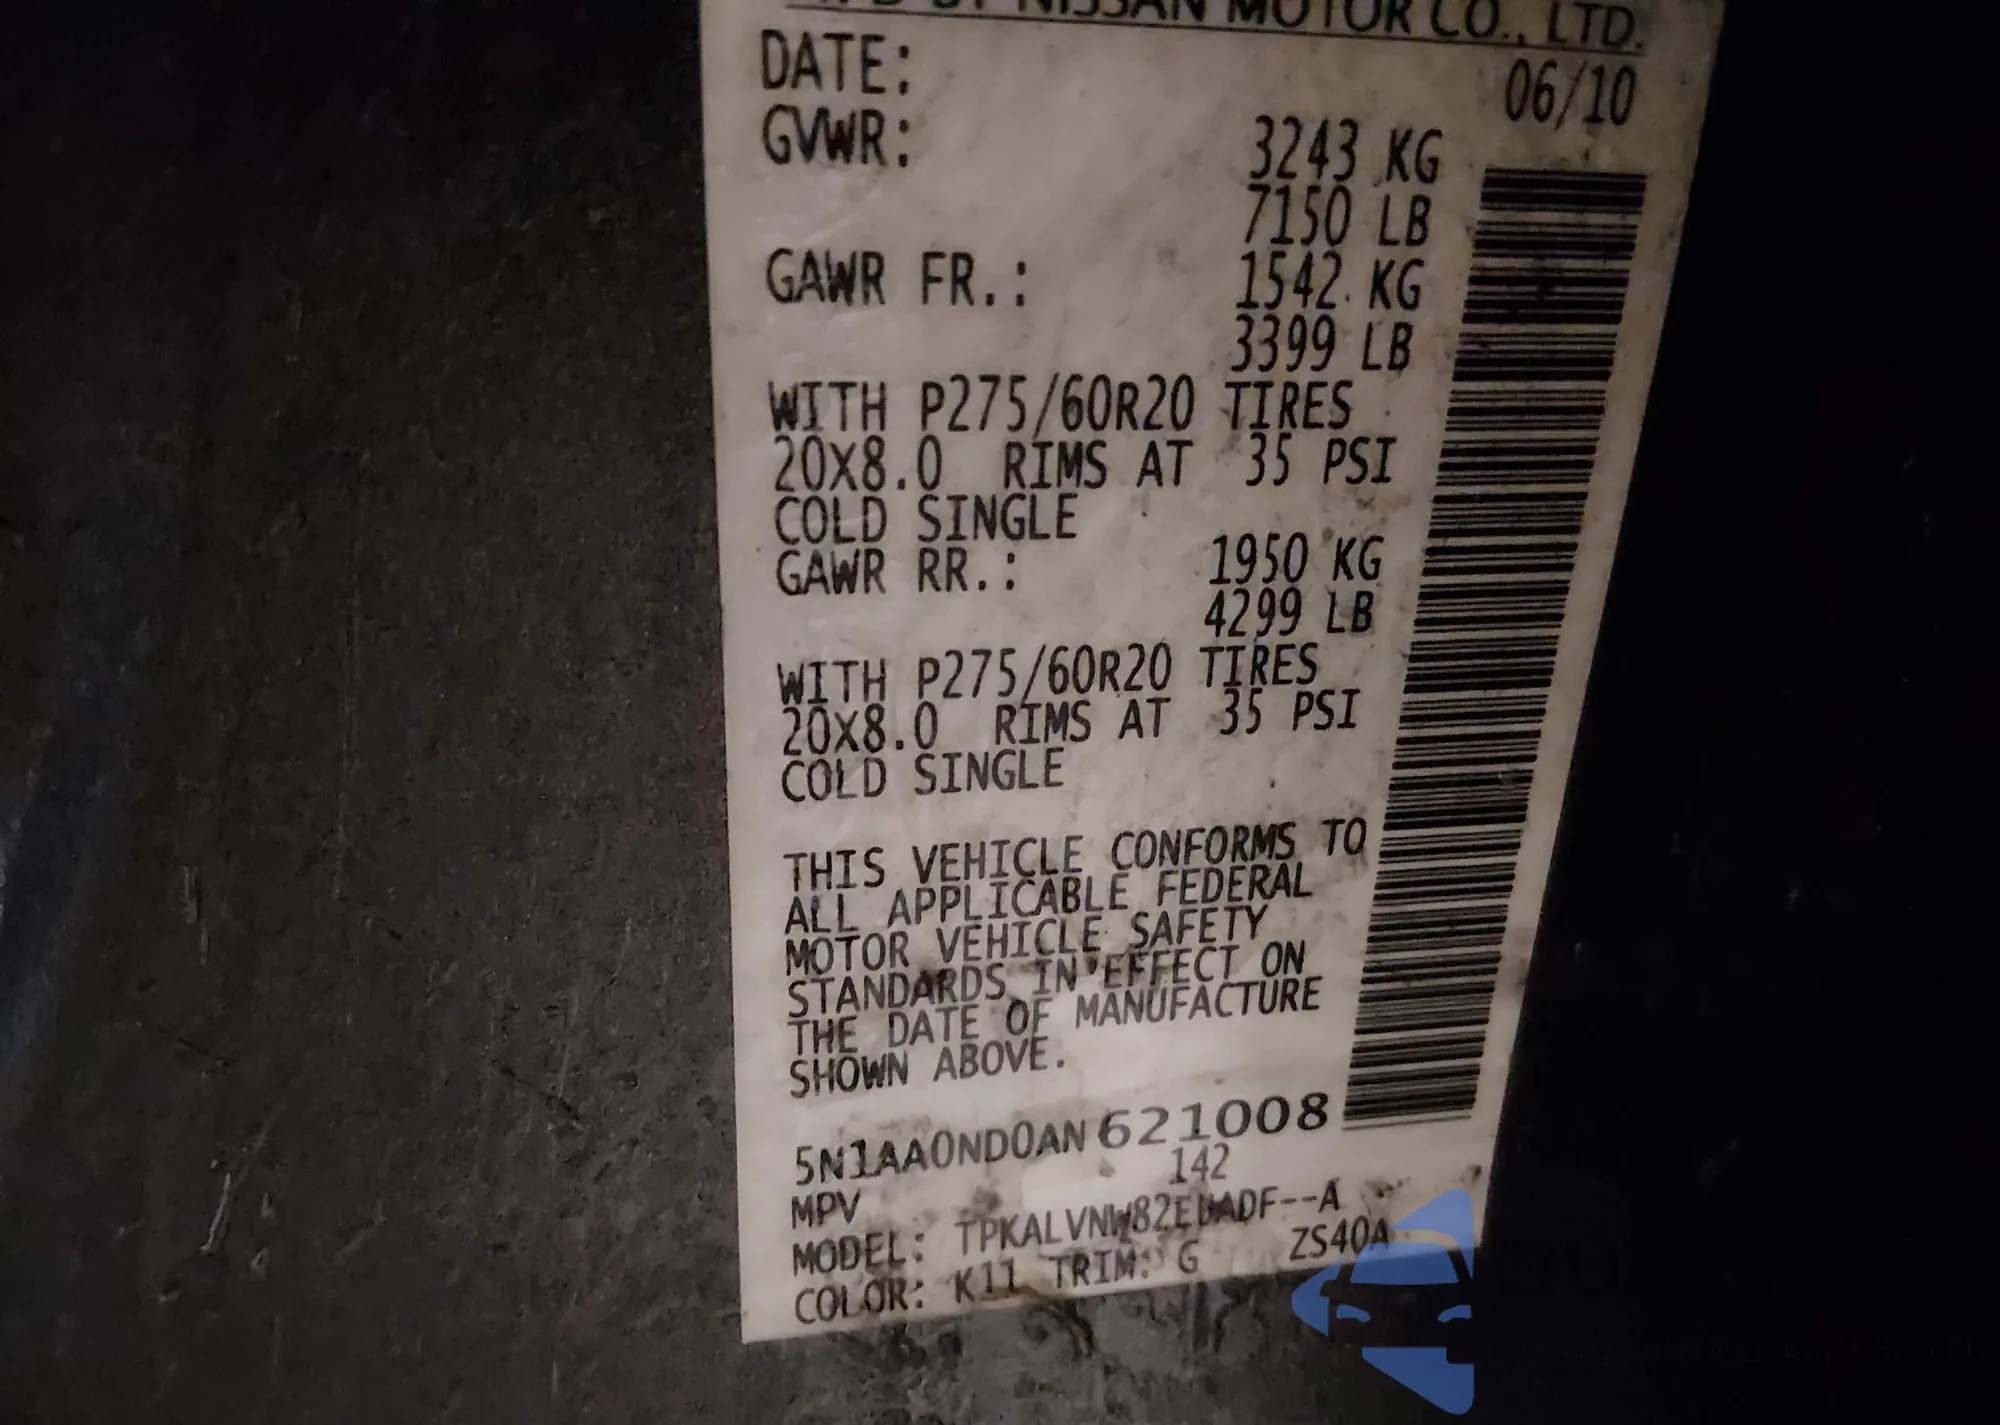 MFD BY NISSAN MOTOR CO., LTD.
DATE: 06/10
GVWR: 3243 KG
7150 LB
GAWR FR.: 1542 KG
3399 LB
WITH P275/60R20 TIRES
20X8.0 RIMS AT 35 PSI
COLD SINGLE
GAWR RR.: 1950 KG
4299 LB
WITH P275/60R20 TIRES
20X8.0 RIMS AT 35 PSI
COLD SINGLE
THIS VEHICLE CONFORMS TO
ALL APPLICABLE FEDERAL
MOTOR VEHICLE SAFETY
STANDARDS IN EFFECT ON
THE DATE OF MANUFACTURE
SHOWN ABOVE.
5N1AA0ND0AN621008
MPV 142
MODEL: TPKALVNW82EUADF--A
COLOR: K11 TRIM: G ZS40A